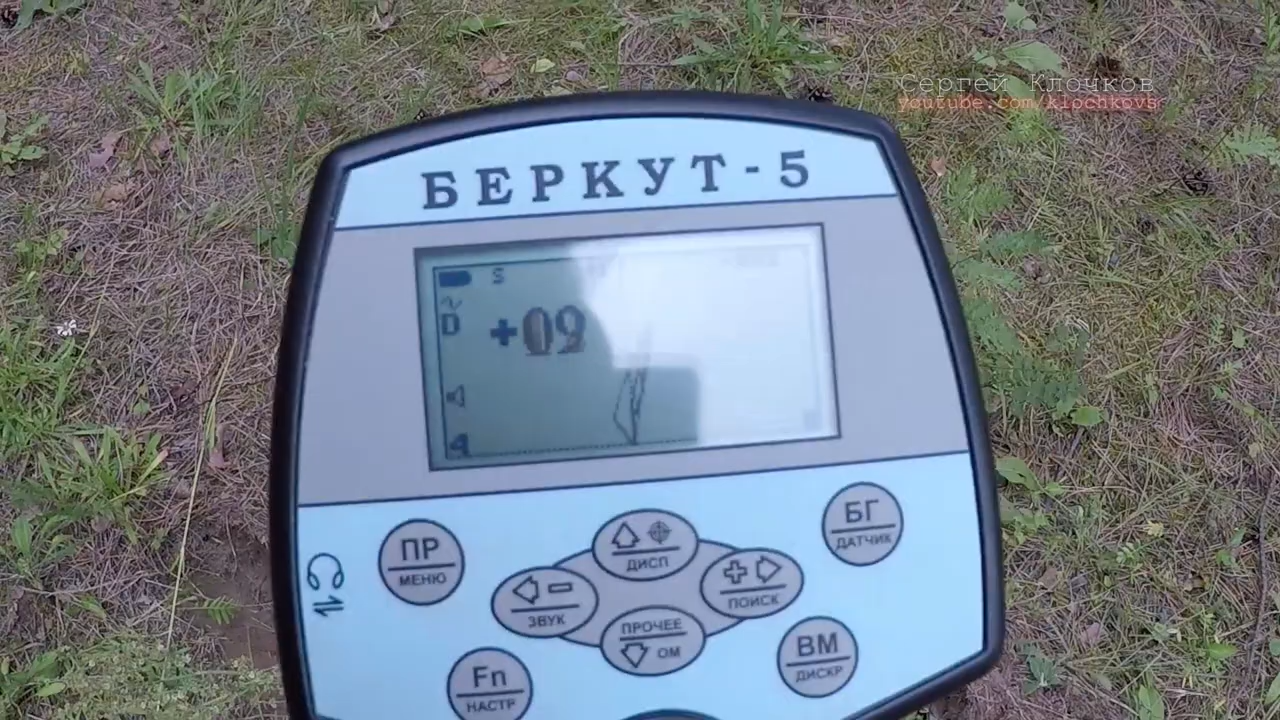 Сергей Клочков
youtube.com/klochkovs
БЕРКУТ-5
S
D
+09
4
ПР
МЕНЮ
ДИСП
БГ
ДАТЧИК
ЗВУК
ПОИСК
ПРОЧЕЕ
ОМ
ВМ
ДИСКР
Fn
НАСТР